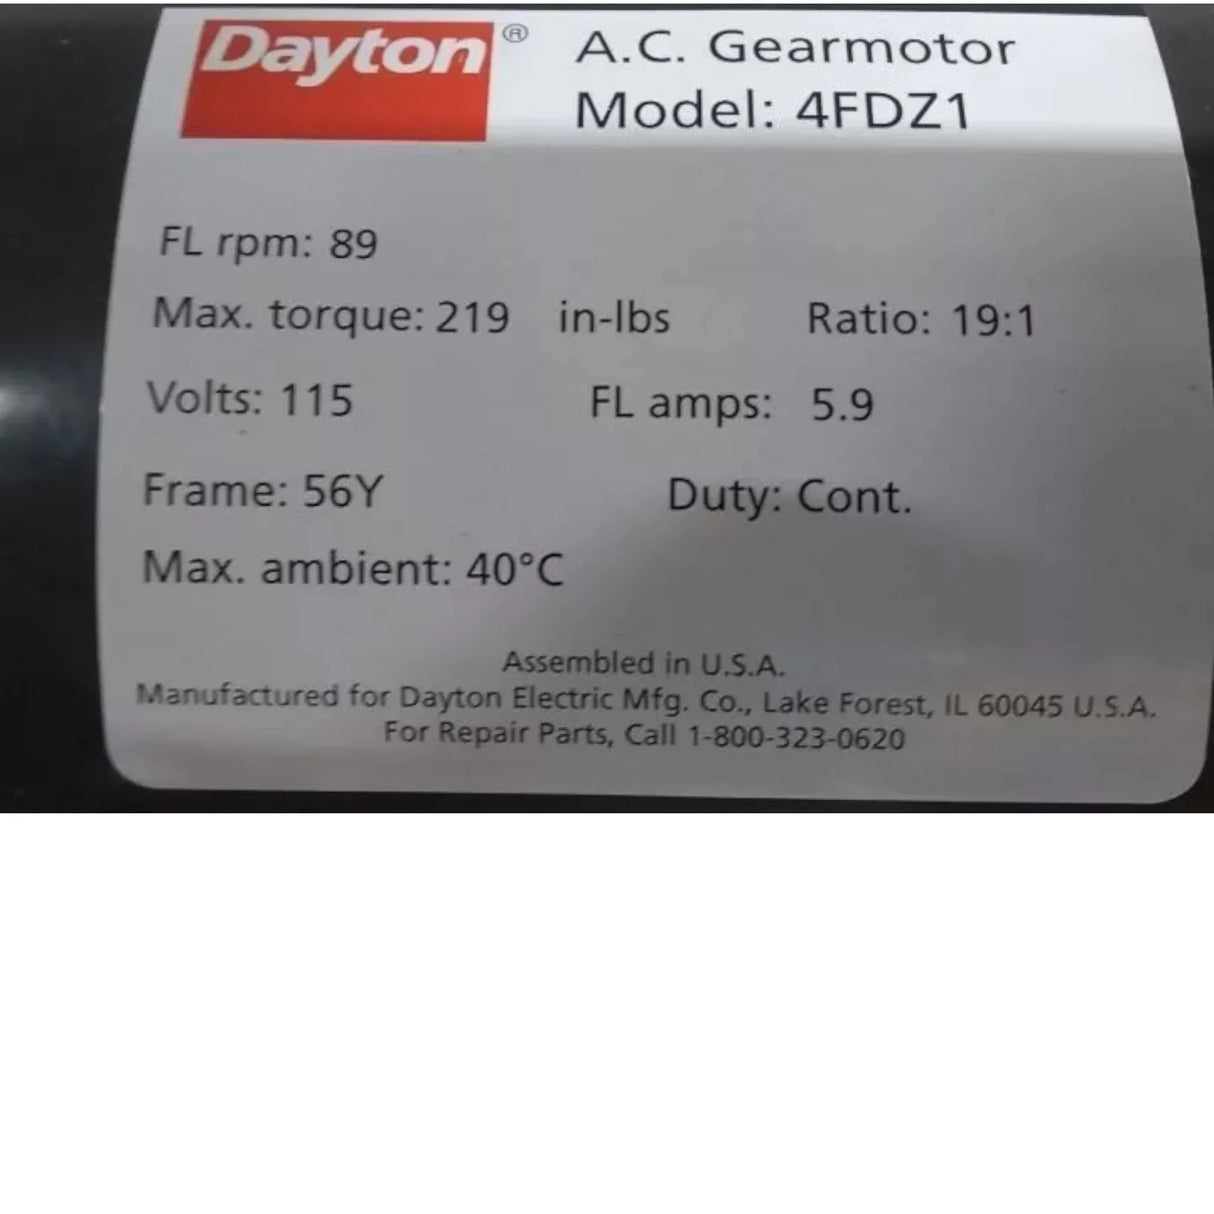 Dayton® A.C. Gearmotor
Model: 4FDZ1
FL rpm: 89
Max. torque: 219 in-lbs Ratio: 19:1
Volts: 115 FL amps: 5.9
Frame: 56Y Duty: Cont.
Max. ambient: 40°C
Assembled in U.S.A.
Manufactured for Dayton Electric Mfg. Co., Lake Forest, IL 60045 U.S.A.
For Repair Parts, Call 1-800-323-0620